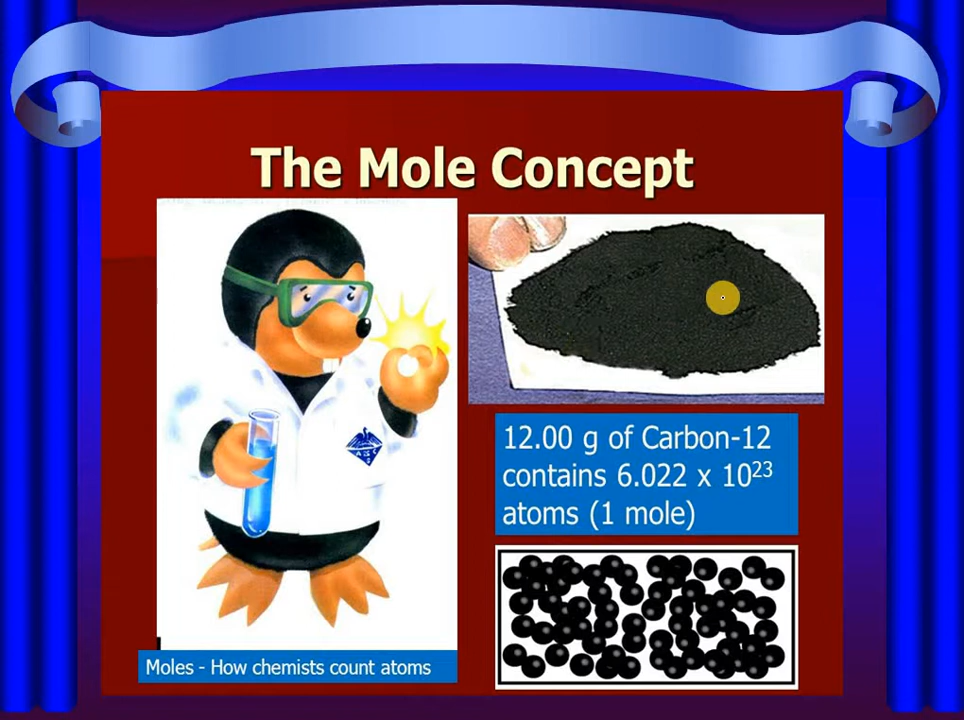 The Mole Concept
12.00 g of Carbon-12
contains 6.022 x 10²³
atoms (1 mole)
Moles - How chemists count atoms